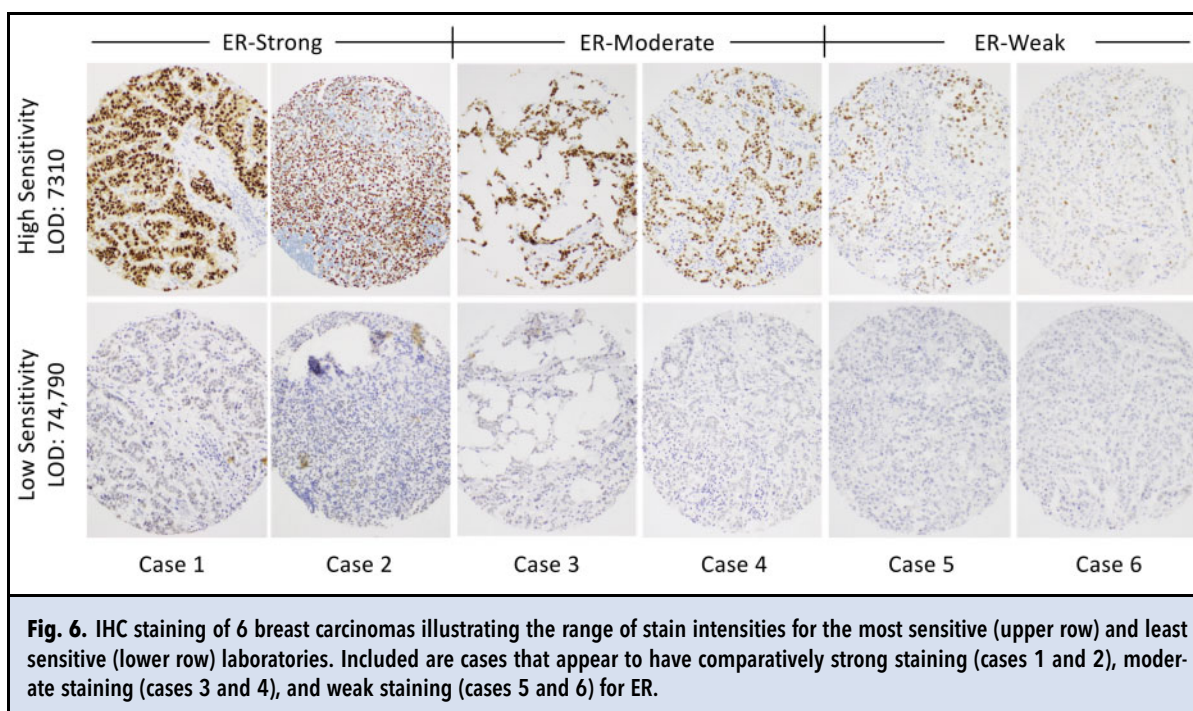 ER-Strong ER-Moderate ER-Weak
High Sensitivity
LOD: 7310
Low Sensitivity
LOD: 74,790
Case 1 Case 2 Case 3 Case 4 Case 5 Case 6
Fig. 6. IHC staining of 6 breast carcinomas illustrating the range of stain intensities for the most sensitive (upper row) and least
sensitive (lower row) laboratories. Included are cases that appear to have comparatively strong staining (cases 1 and 2), moder-
ate staining (cases 3 and 4), and weak staining (cases 5 and 6) for ER.